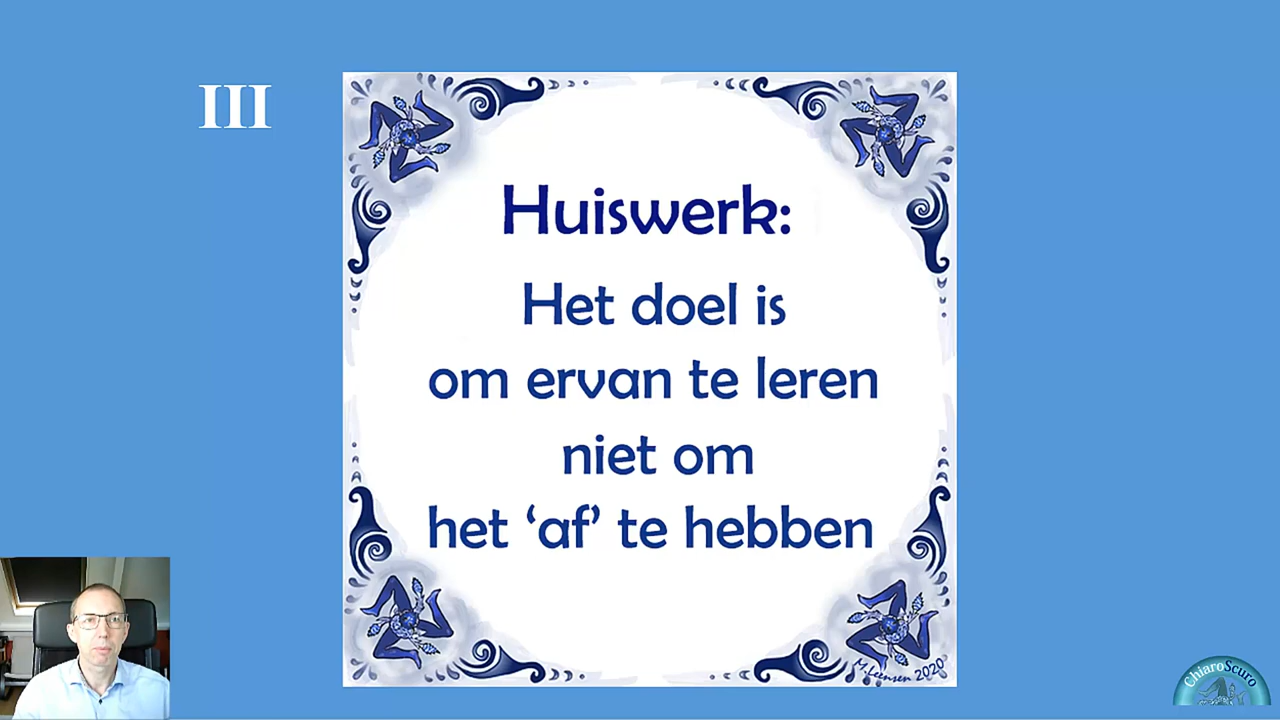 III
Huiswerk:
Het doel is
om ervan te leren
niet om
het ‘af’ te hebben
M.Leensen 2020
ChiaroScuro